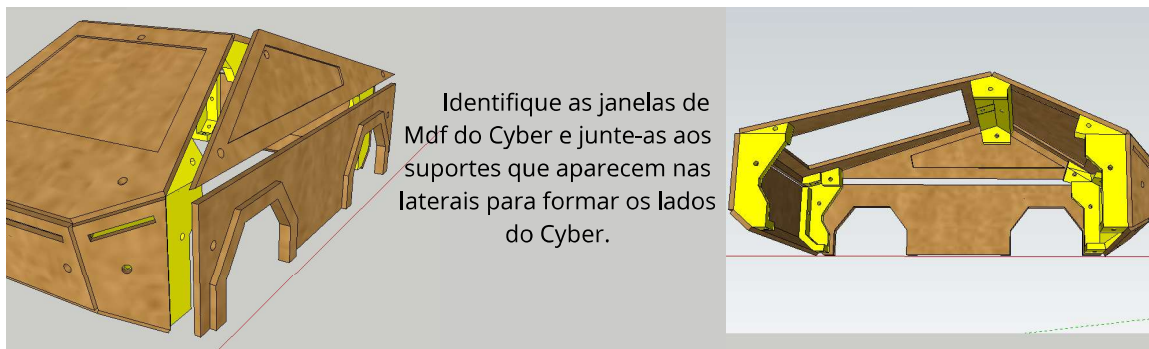 Identifique as janelas de
Mdf do Cyber e junte-as aos
suportes que aparecem nas
laterais para formar os lados
do Cyber.